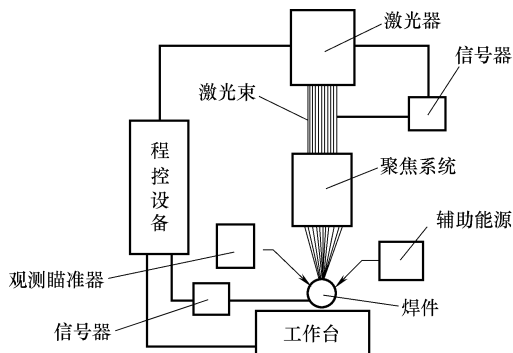 激光器
信号器
激光束
程
控
设
备
聚焦系统
辅助能源
观测瞄准器
焊件
信号器
工作台